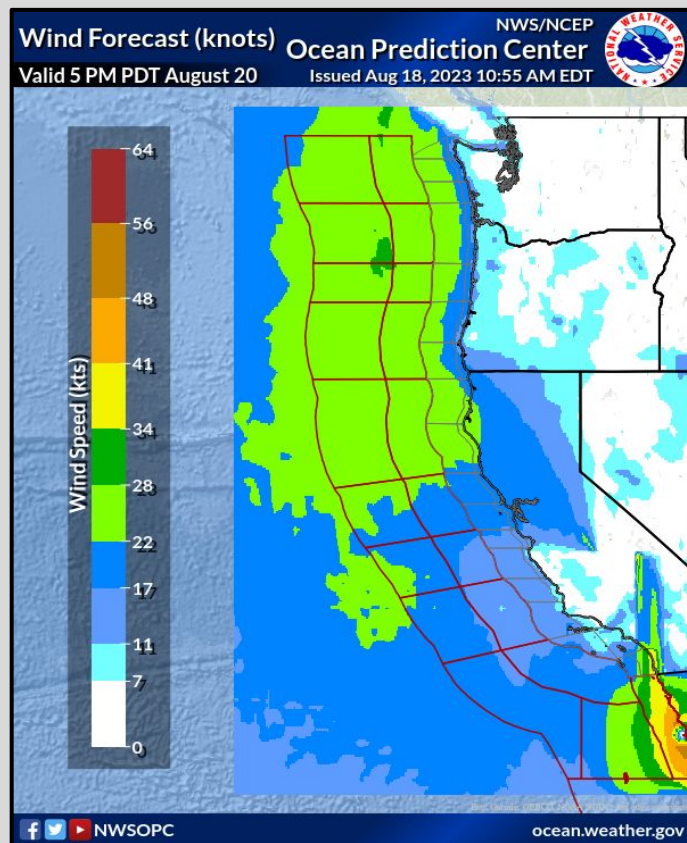 Wind Forecast (knots)
NWS/NCEP
Ocean Prediction Center
Valid 5 PM PDT August 20
Issued Aug 18, 2023 10:55 AM EDT
NATIONAL WEATHER SERVICE
Wind Speed (kts)
64
56
48
41
34
28
22
17
11
7
0
NWSOPC
ocean.weather.gov